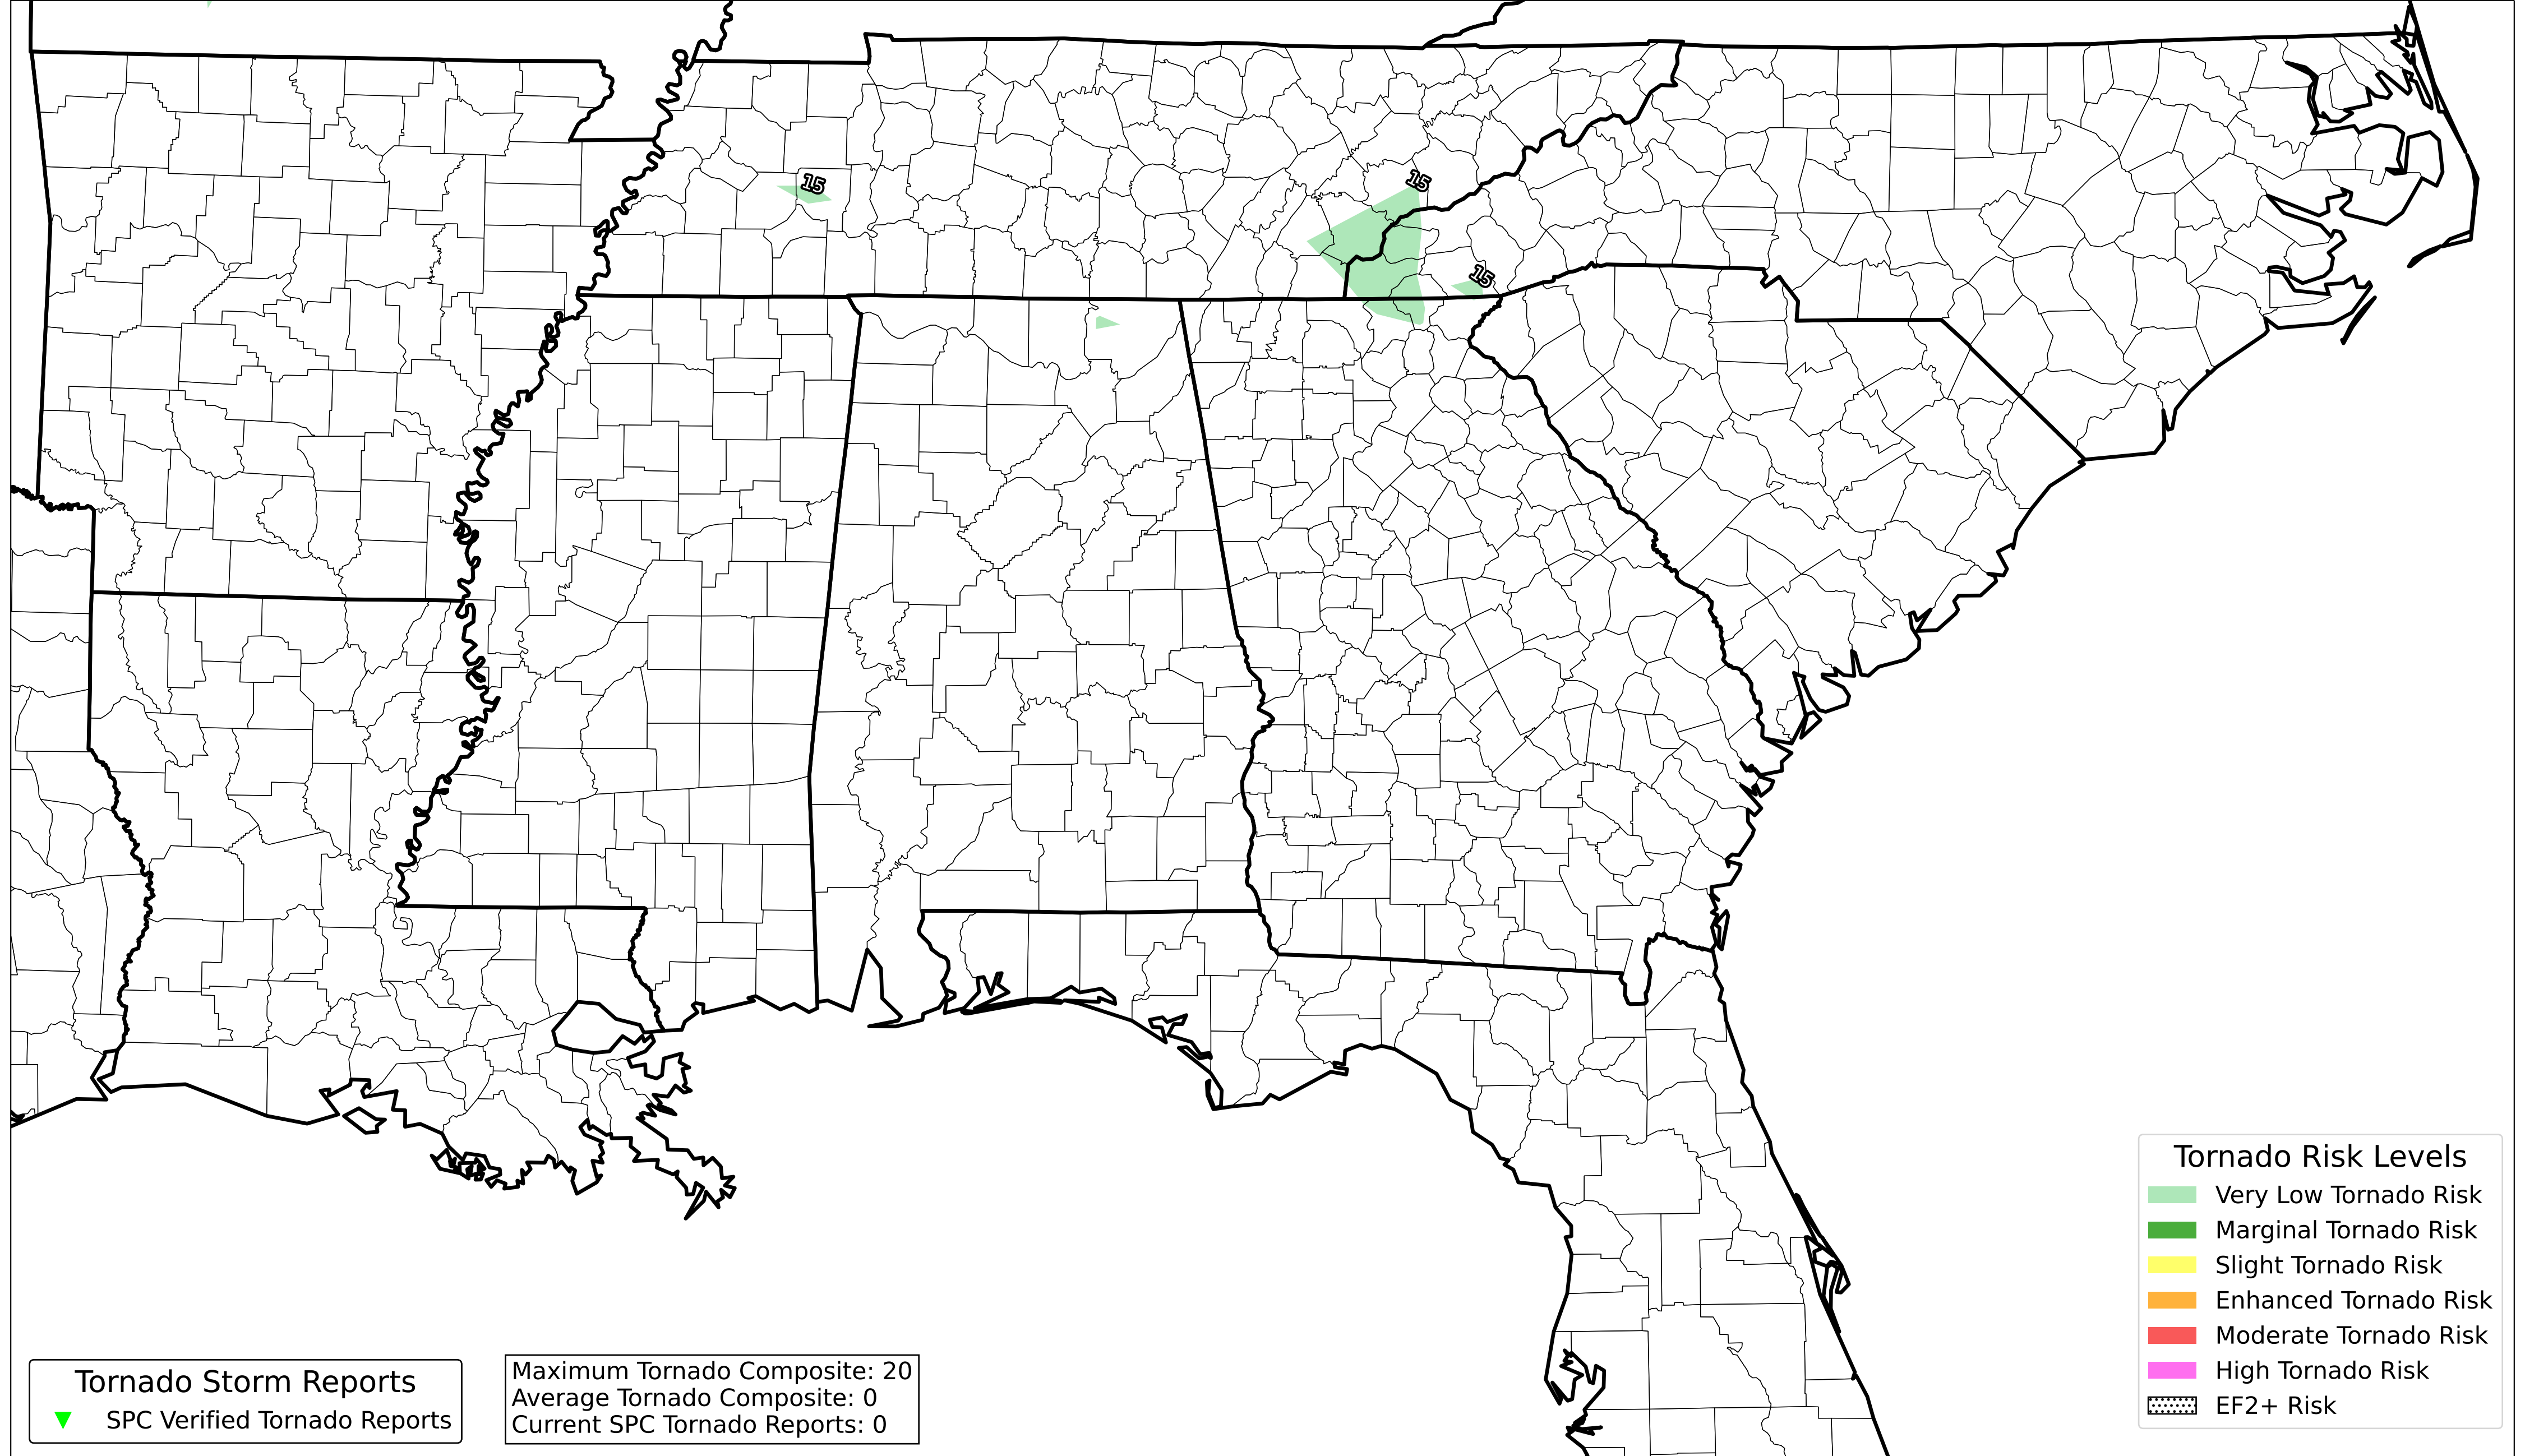 15
15
15
Tornado Risk Levels
Very Low Tornado Risk
Marginal Tornado Risk
Slight Tornado Risk
Enhanced Tornado Risk
Moderate Tornado Risk
High Tornado Risk
EF2+ Risk
Tornado Storm Reports
SPC Verified Tornado Reports
Maximum Tornado Composite: 20
Average Tornado Composite: 0
Current SPC Tornado Reports: 0